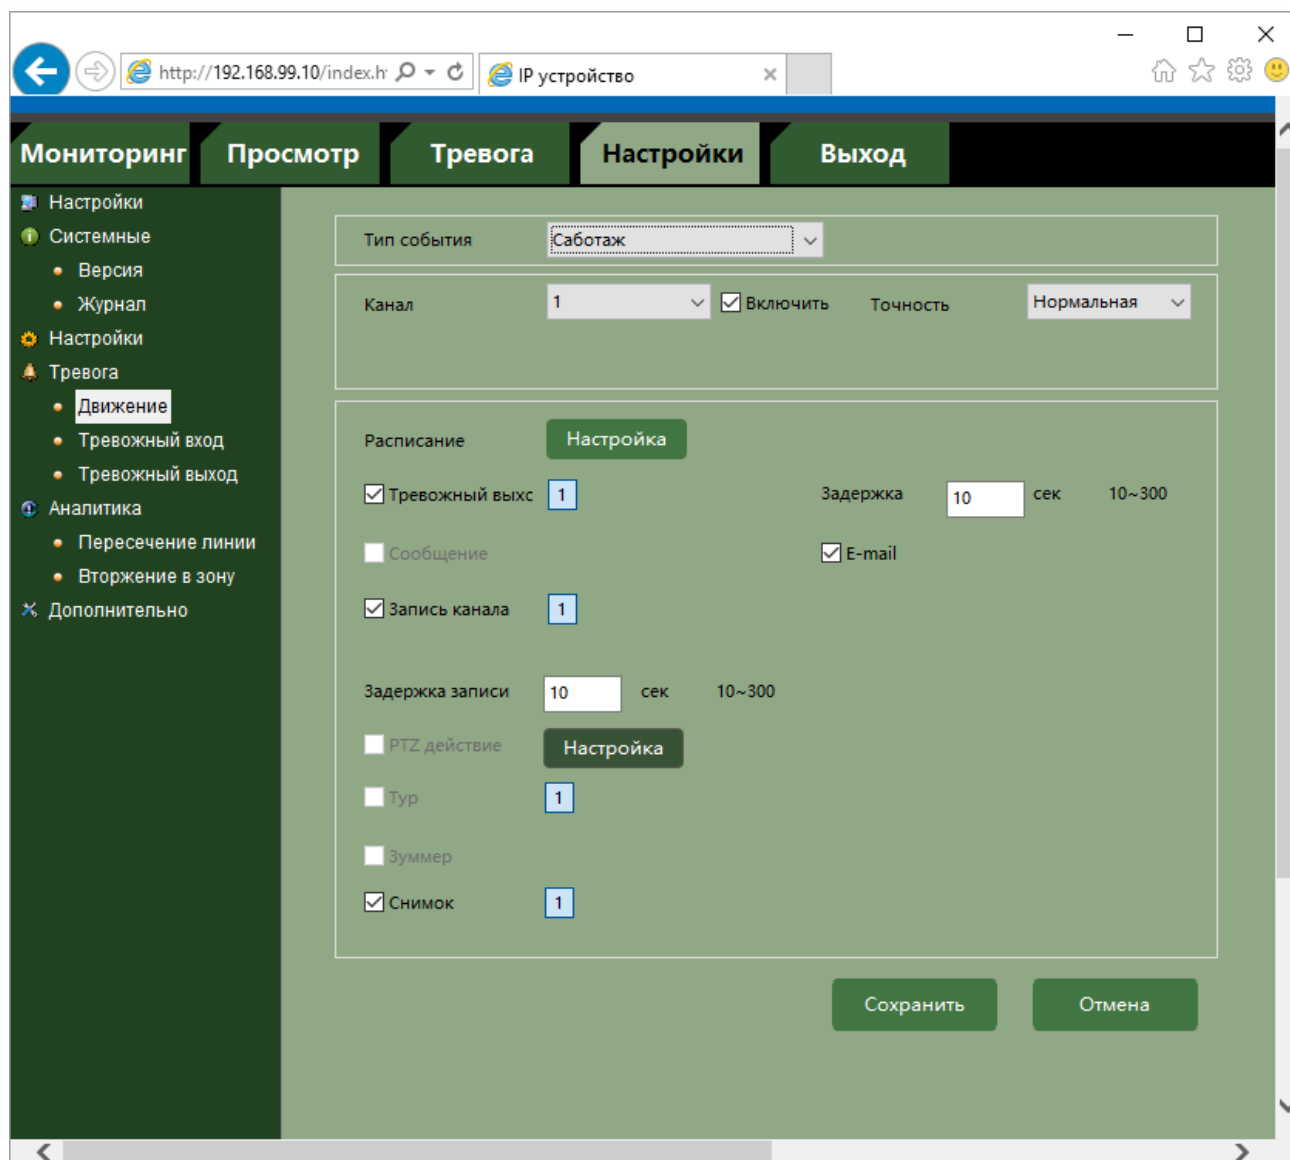 http://192.168.99.10/index.h
IP устройство
Мониторинг Просмотр Тревога Настройки Выход
Настройки
Системные
Версия
Журнал
Настройки
Тревога
Движение
Тревожный вход
Тревожный выход
Аналитика
Пересечение линии
Вторжение в зону
Дополнительно
Тип события Саботаж
Канал 1 Включить Точность Нормальная
Расписание Настройка
Тревожный выхс 1 Задержка 10 сек 10~300
Сообщение E-mail
Запись канала 1
Задержка записи 10 сек 10~300
PTZ действие Настройка
Тур 1
Зуммер
Снимок 1
Сохранить Отмена